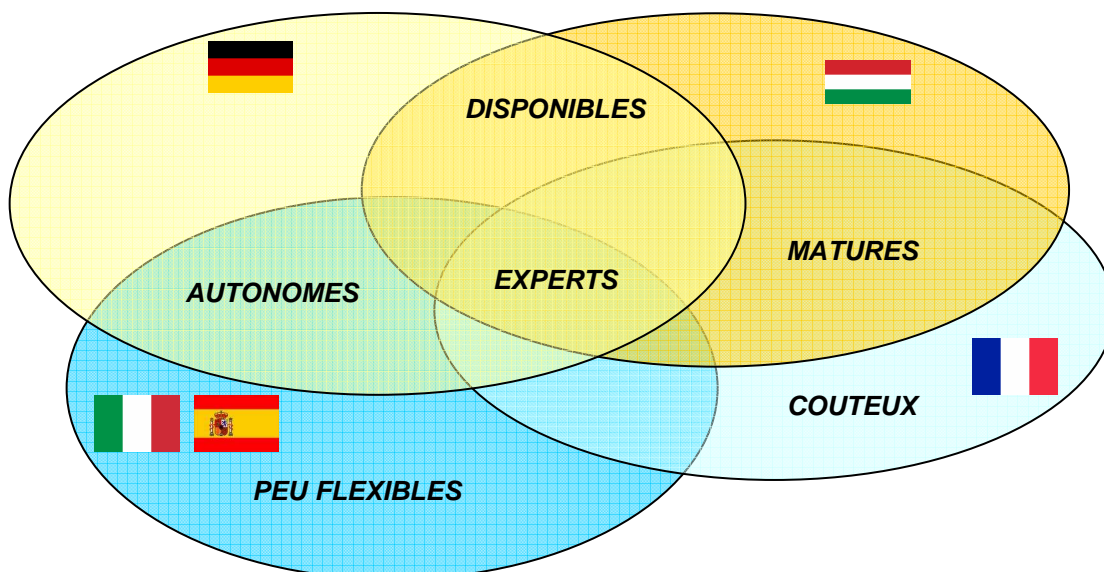 DISPONIBLES
MATURES
EXPERTS
AUTONOMES
COUTEUX
PEU FLEXIBLES